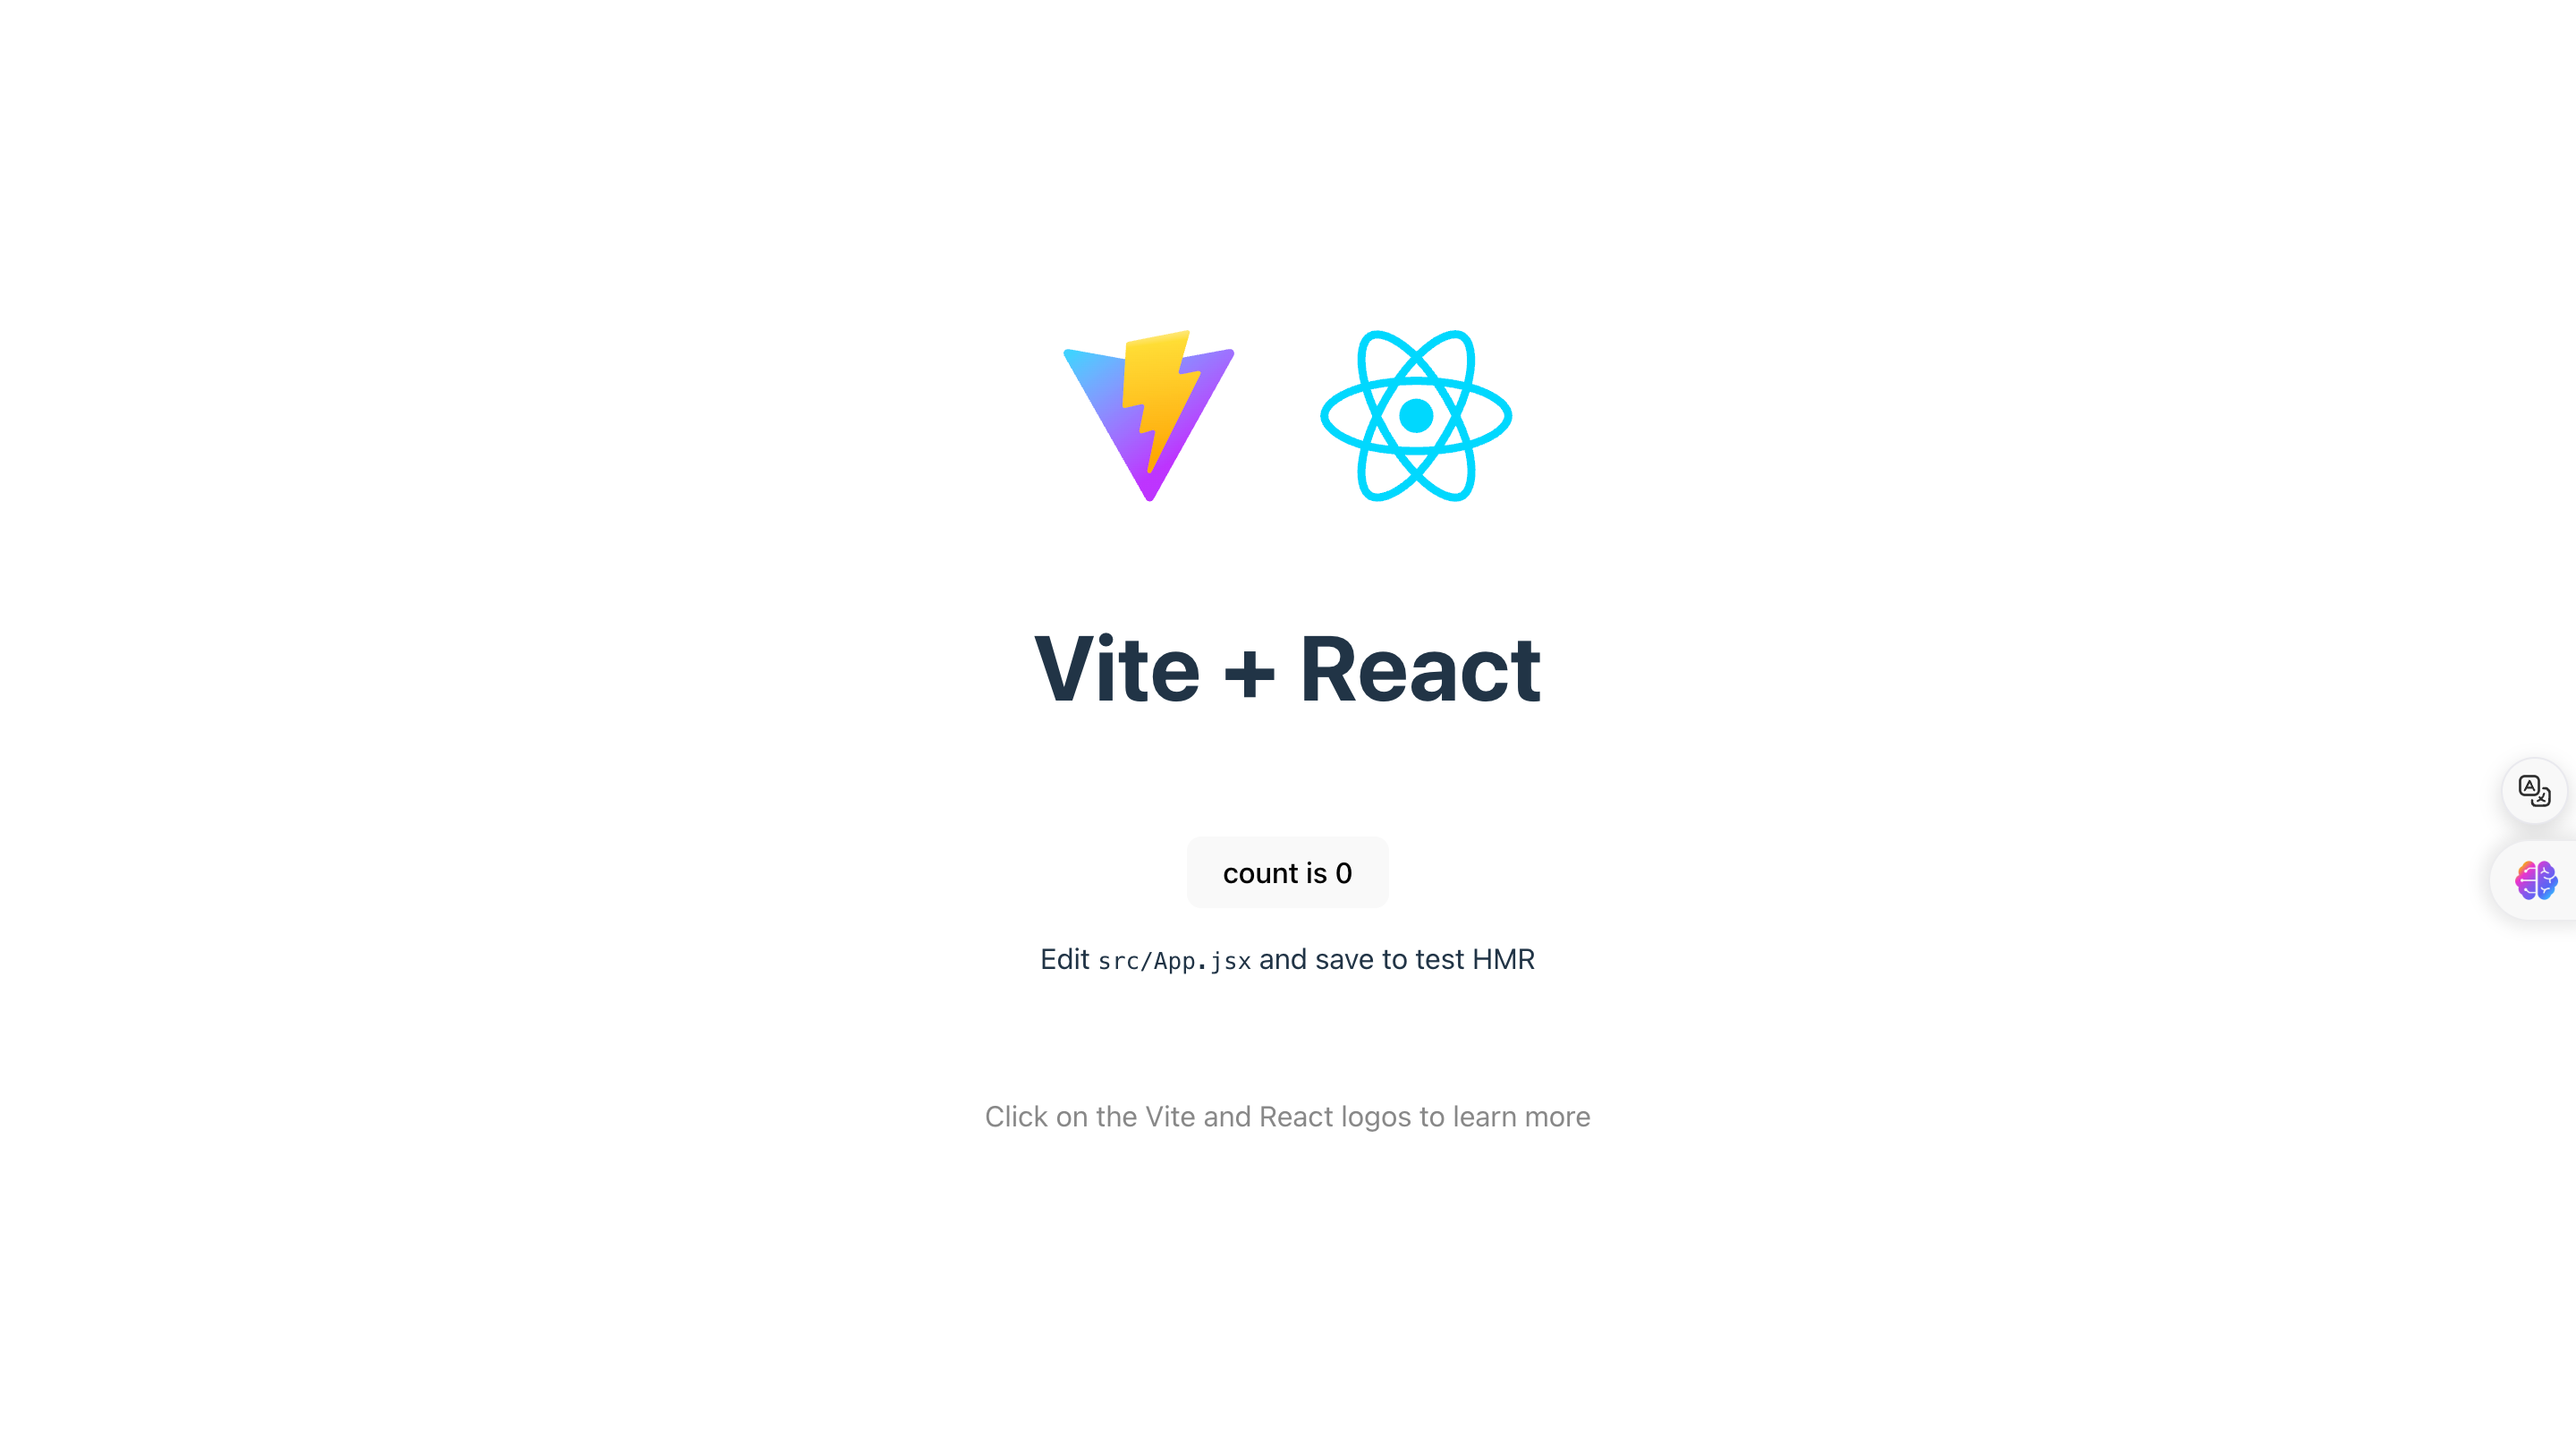 Vite + React
count is 0
Edit src/App.jsx and save to test HMR
Click on the Vite and React logos to learn more